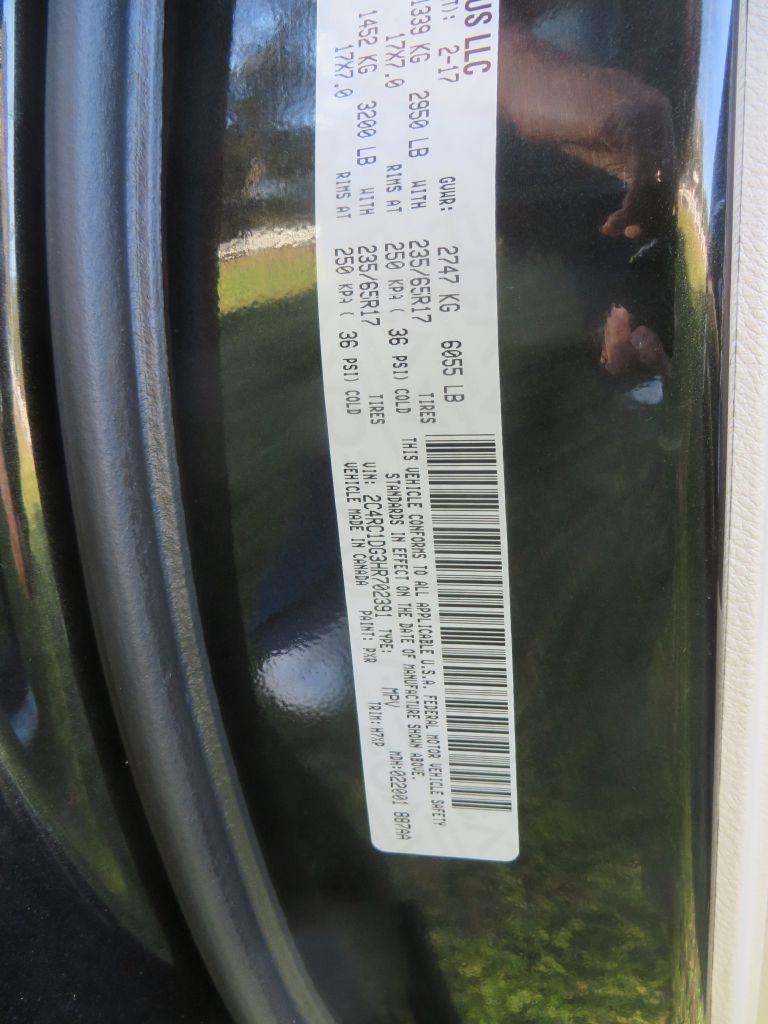 US LLC
T): 2-17 GVWR: 2747 KG 6055 LB
1339 KG 2950 LB WITH 235/65R17 TIRES
17X7.0 RIMS AT 250 KPA ( 36 PSI) COLD
1452 KG 3200 LB WITH 235/65R17 TIRES
17X7.0 RIMS AT 250 KPA ( 36 PSI) COLD
THIS VEHICLE CONFORMS TO ALL APPLICABLE U.S.A. FEDERAL MOTOR VEHICLE SAFETY
STANDARDS IN EFFECT ON THE DATE OF MANUFACTURE SHOWN ABOVE.
VIN: 2C4RC1DG3HR702391 TYPE: MPV MDH:022001 887AA
VEHICLE MADE IN CANADA PAINT: PXR TRIM:H7XP